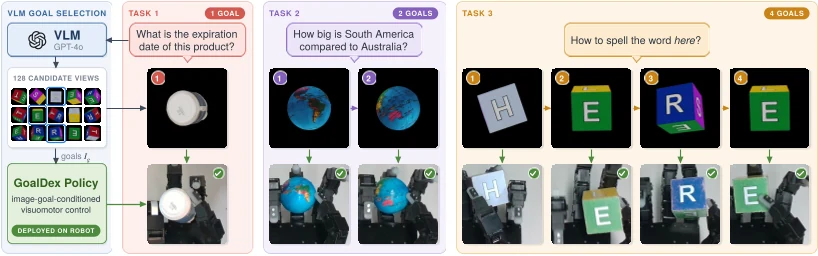 VLM GOAL SELECTION
VLM
GPT-4o
128 CANDIDATE VIEWS
goals I_g
GoalDex Policy
image-goal-conditioned
visuomotor control
DEPLOYED ON ROBOT
TASK 1
1 GOAL
What is the expiration
date of this product?
1
TASK 2
2 GOALS
How big is South America
compared to Australia?
1
2
TASK 3
4 GOALS
How to spell the word here?
1
2
3
4
H
E
R
E
H
E
R
E